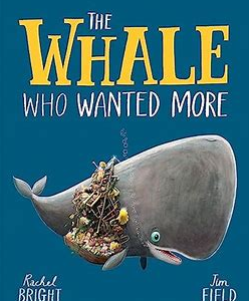 THE
WHALE
WHO WANTED MORE
Rachel
BRIGHT
Jim
FIELD